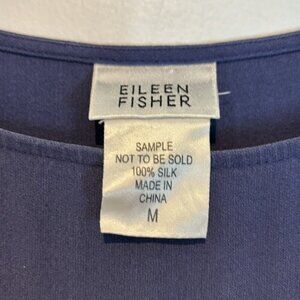 EILEEN
FISHER
SAMPLE
NOT TO BE SOLD
100% SILK
MADE IN
CHINA
M